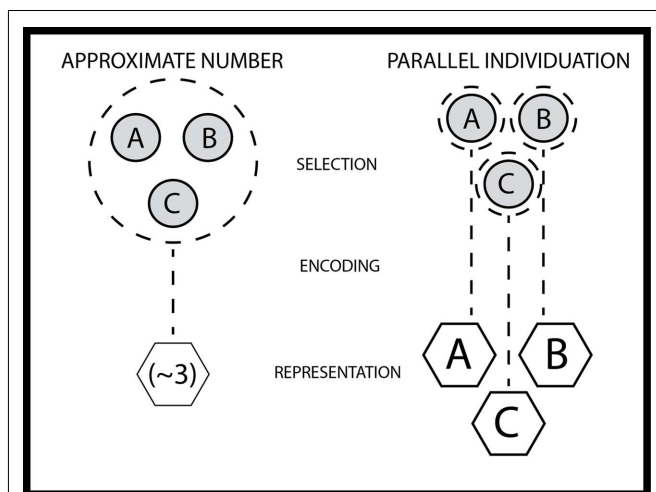 APPROXIMATE NUMBER
PARALLEL INDIVIDUATION
A
B
C
A
B
C
SELECTION
ENCODING
REPRESENTATION
(~3)
A
B
C